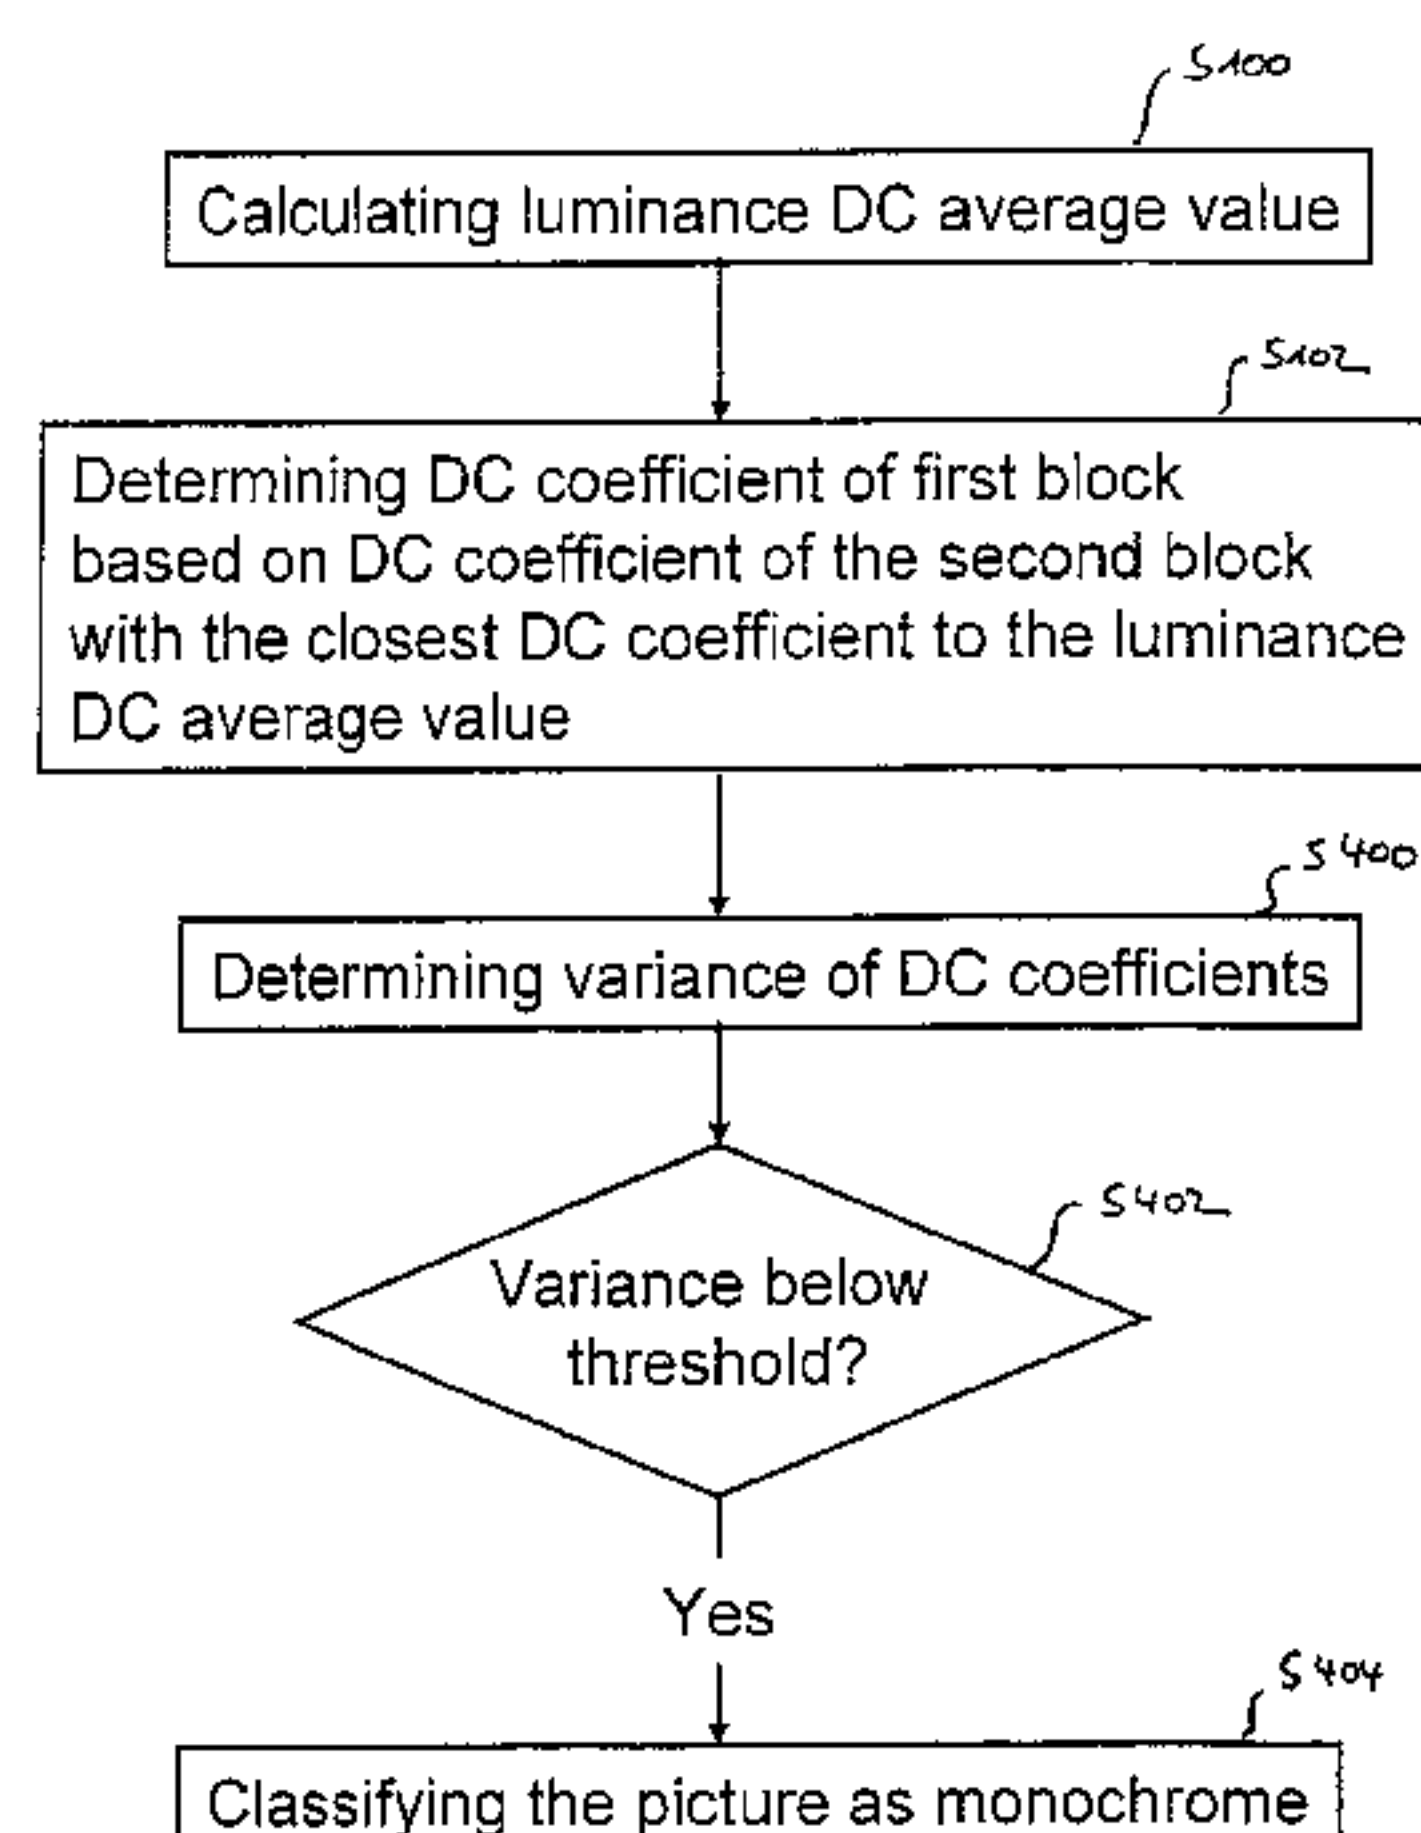 S100
Calculating luminance DC average value
S102
Determining DC coefficient of first block
based on DC coefficient of the second block
with the closest DC coefficient to the luminance
DC average value
S400
Determining variance of DC coefficients
S402
Variance below
threshold?
Yes
S404
Classifying the picture as monochrome